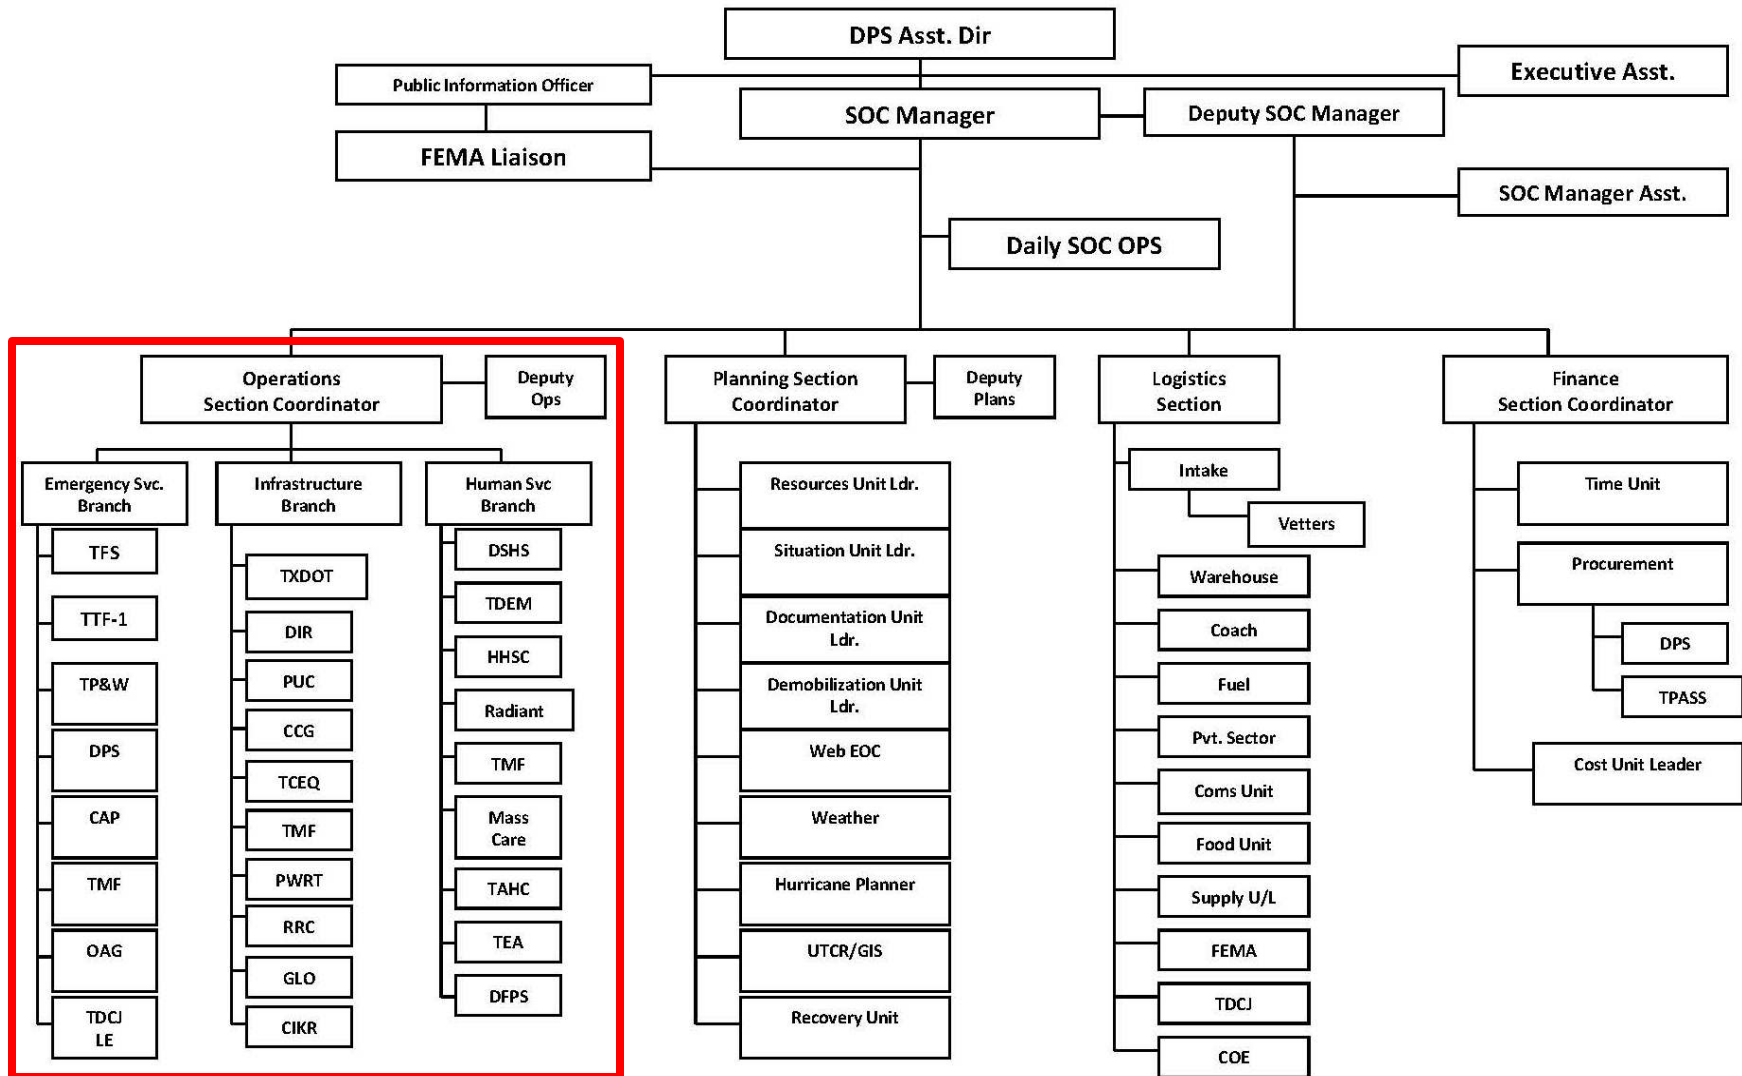 DPS Asst. Dir
Public Information Officer
Executive Asst.
SOC Manager
Deputy SOC Manager
FEMA Liaison
SOC Manager Asst.
Daily SOC OPS
Operations
Section Coordinator
Deputy
Ops
Emergency Svc.
Branch
TFS
TTF-1
TP&W
DPS
CAP
TMF
OAG
TDCJ
LE
Infrastructure
Branch
TXDOT
DIR
PUC
CCG
TCEQ
TMF
PWRT
RRC
GLO
CIKR
Human Svc
Branch
DSHS
TDEM
HHSC
Radiant
TMF
Mass
Care
TAHC
TEA
DFPS
Planning Section
Coordinator
Deputy
Plans
Resources Unit Ldr.
Situation Unit Ldr.
Documentation Unit
Ldr.
Demobilization Unit
Ldr.
Web EOC
Weather
Hurricane Planner
UTCR/GIS
Recovery Unit
Logistics
Section
Intake
Vetters
Warehouse
Coach
Fuel
Pvt. Sector
Coms Unit
Food Unit
Supply U/L
FEMA
TDCJ
COE
Finance
Section Coordinator
Time Unit
Procurement
DPS
TPASS
Cost Unit Leader